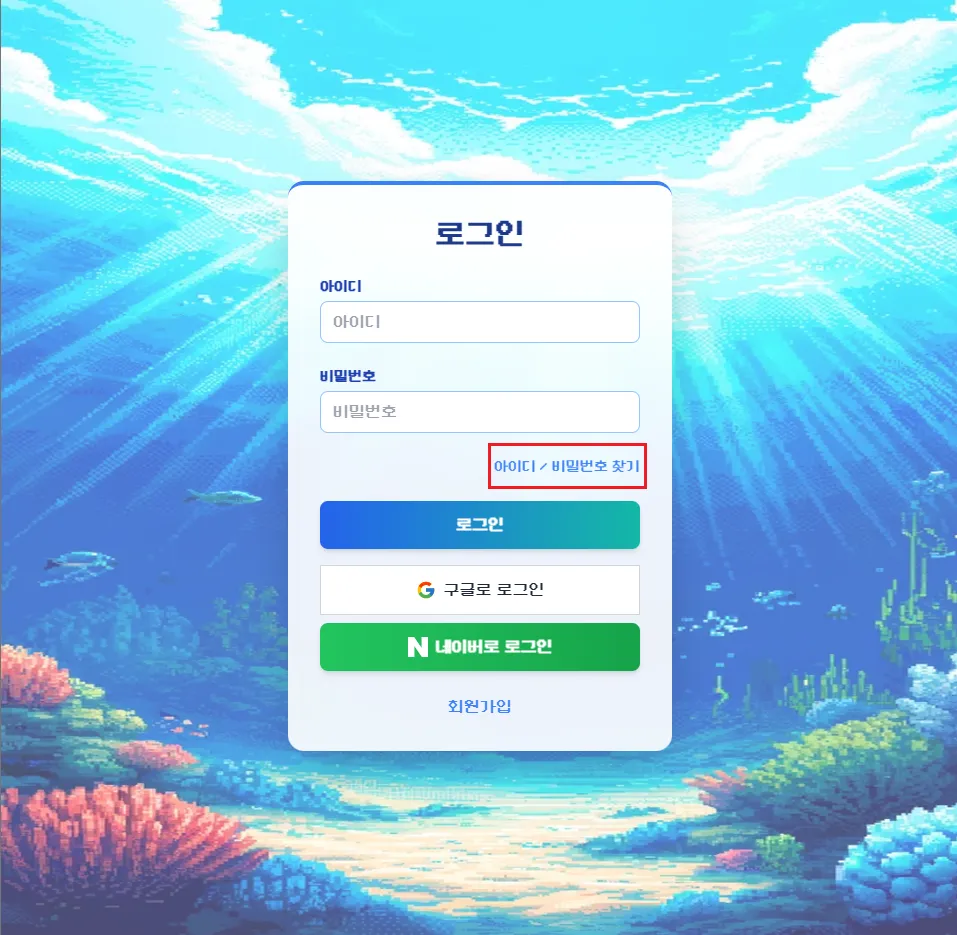 로그인
아이디
아이디
비밀번호
비밀번호
아이디 / 비밀번호 찾기
로그인
G 구글로 로그인
N 네이버로 로그인
회원가입